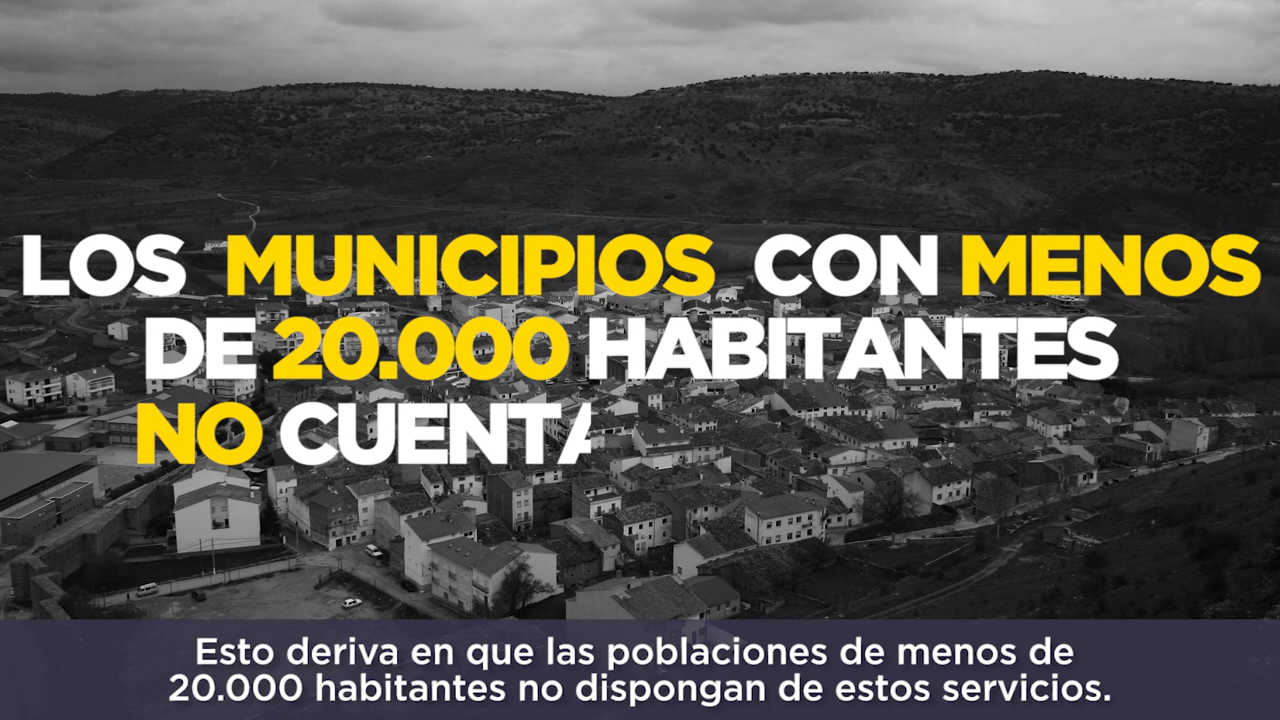 LOS MUNICIPIOS CON MENOS
DE 20.000 HABITANTES
NO CUENTA
Esto deriva en que las poblaciones de menos de
20.000 habitantes no dispongan de estos servicios.